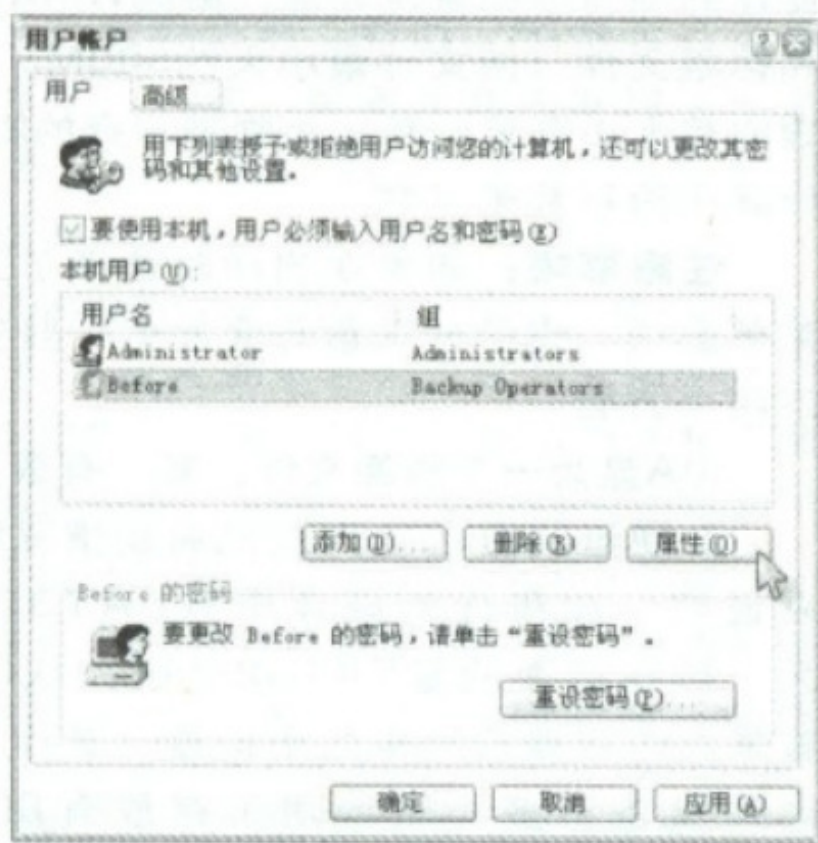 用户帐户
用户 高级
用下列表授予或拒绝用户访问您的计算机，还可以更改其密
码和其他设置。
要使用本机，用户必须输入用户名和密码(E)
本机用户(U):
用户名 组
Administrator Administrators
Before Backup Operators
添加(D)... 删除(R) 属性(O)
Before 的密码
要更改 Before 的密码，请单击“重设密码”。
重设密码(P)...
确定 取消 应用(A)